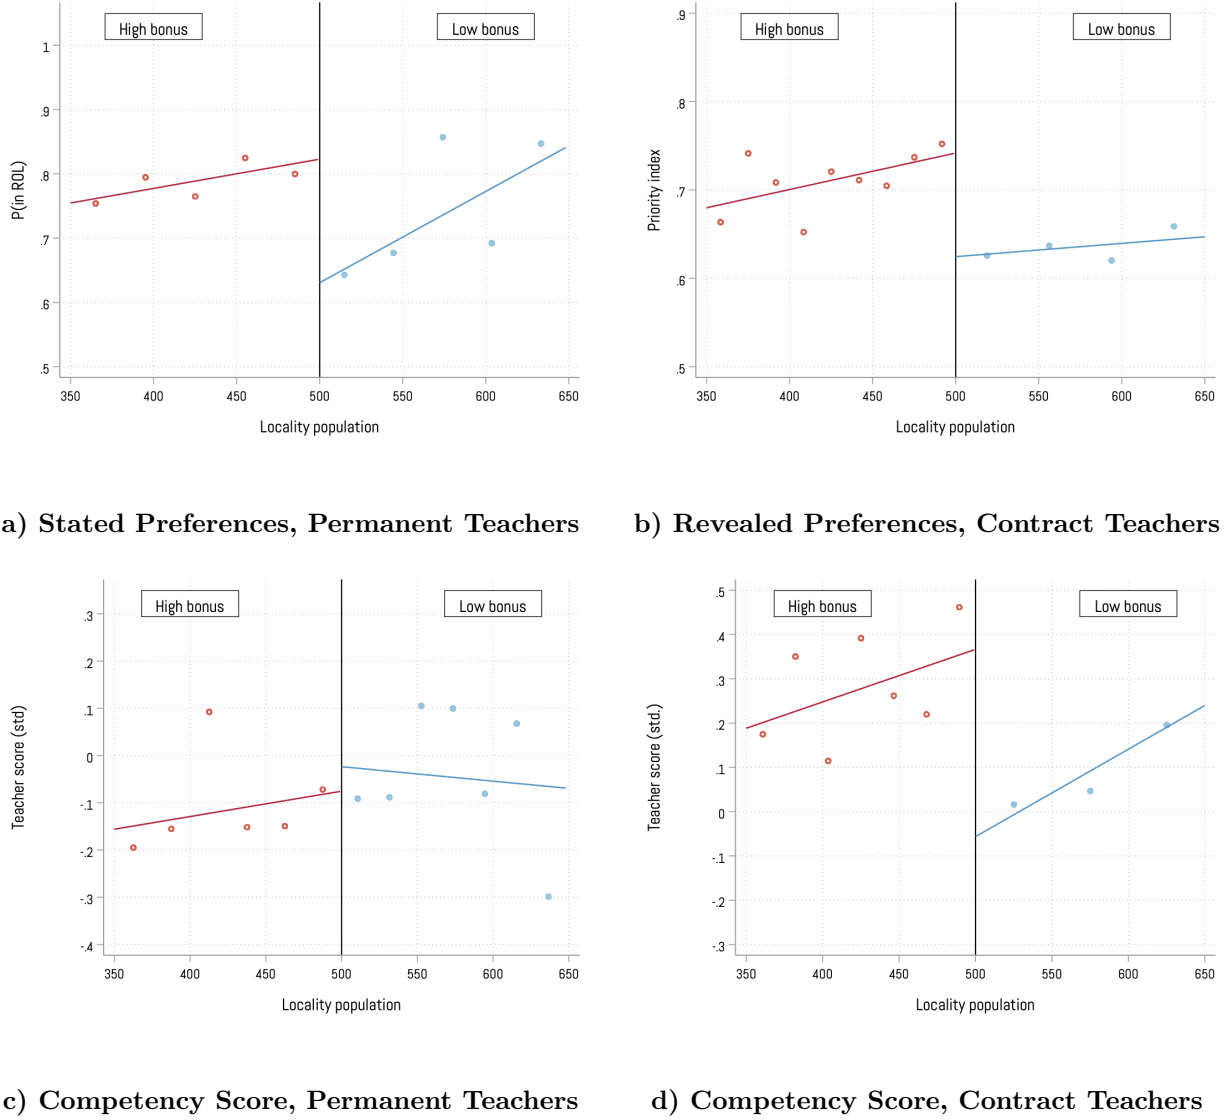 High bonus
Low bonus
1
.9
.8
.7
.6
.5
P(in ROL)
350 400 450 500 550 600 650
Locality population
a) Stated Preferences, Permanent Teachers
High bonus
Low bonus
.9
.8
.7
.6
.5
Priority index
350 400 450 500 550 600 650
Locality population
b) Revealed Preferences, Contract Teachers
High bonus
Low bonus
.3
.2
.1
0
-.1
-.2
-.3
-.4
Teacher score (std)
350 400 450 500 550 600 650
Locality population
c) Competency Score, Permanent Teachers
High bonus
Low bonus
.5
.4
.3
.2
.1
0
-.1
-.2
-.3
Teacher score (std.)
350 400 450 500 550 600 650
Locality population
d) Competency Score, Contract Teachers